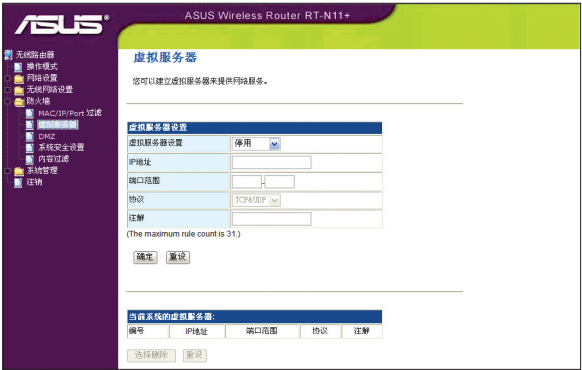 ASUS
ASUS Wireless Router RT-N11+
无线路由器
操作模式
网络设置
无线网络设置
防火墙
MAC/IP/Port 过滤
虚拟服务器
DMZ
系统安全设置
内容过滤
系统管理
注销
虚拟服务器
您可以建立虚拟服务器来提供网络服务。
虚拟服务器设置
虚拟服务器设置 停用
IP地址
端口范围 -
协议 TCP&UDP
注解
(The maximum rule count is 31.)
确定 重设
当前系统的虚拟服务器:
编号 IP地址 端口范围 协议 注解
选择删除 重设